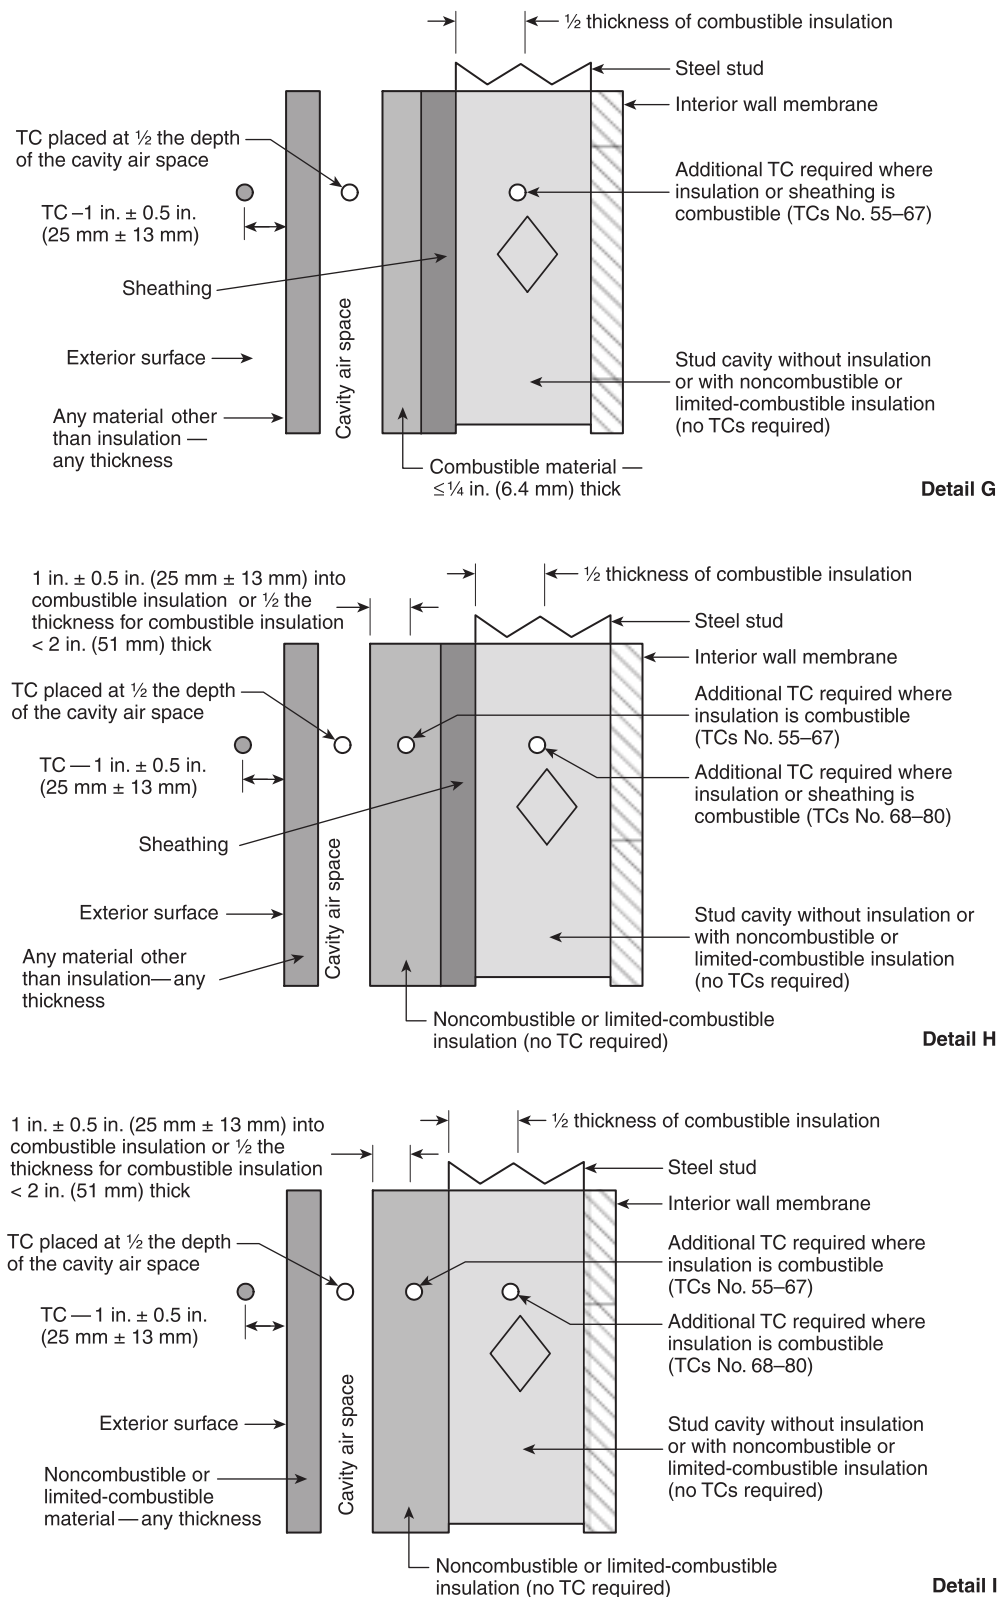 ½ thickness of combustible insulation
Steel stud
Interior wall membrane
TC placed at ½ the depth
of the cavity air space
Additional TC required where
insulation or sheathing is
combustible (TCs No. 55–67)
TC –1 in. ± 0.5 in.
(25 mm ± 13 mm)
Sheathing
Cavity air space
Exterior surface
Stud cavity without insulation
or with noncombustible or
limited-combustible insulation
(no TCs required)
Any material other
than insulation —
any thickness
Combustible material —
≤ ¼ in. (6.4 mm) thick
Detail G
1 in. ± 0.5 in. (25 mm ± 13 mm) into
combustible insulation or ½ the
thickness for combustible insulation
< 2 in. (51 mm) thick
½ thickness of combustible insulation
Steel stud
Interior wall membrane
TC placed at ½ the depth
of the cavity air space
Additional TC required where
insulation is combustible
(TCs No. 55–67)
TC — 1 in. ± 0.5 in.
(25 mm ± 13 mm)
Additional TC required where
insulation or sheathing is
combustible (TCs No. 68–80)
Sheathing
Cavity air space
Exterior surface
Stud cavity without insulation or
with noncombustible or
limited-combustible insulation
(no TCs required)
Any material other
than insulation—any
thickness
Noncombustible or limited-combustible
insulation (no TC required)
Detail H
1 in. ± 0.5 in. (25 mm ± 13 mm) into
combustible insulation or ½ the
thickness for combustible insulation
< 2 in. (51 mm) thick
½ thickness of combustible insulation
Steel stud
Interior wall membrane
TC placed at ½ the depth
of the cavity air space
Additional TC required where
insulation is combustible
(TCs No. 55–67)
TC — 1 in. ± 0.5 in.
(25 mm ± 13 mm)
Additional TC required where
insulation is combustible
(TCs No. 68–80)
Cavity air space
Exterior surface
Stud cavity without insulation
or with noncombustible or
limited-combustible insulation
(no TCs required)
Noncombustible or
limited-combustible
material — any thickness
Noncombustible or limited-combustible
insulation (no TC required)
Detail I